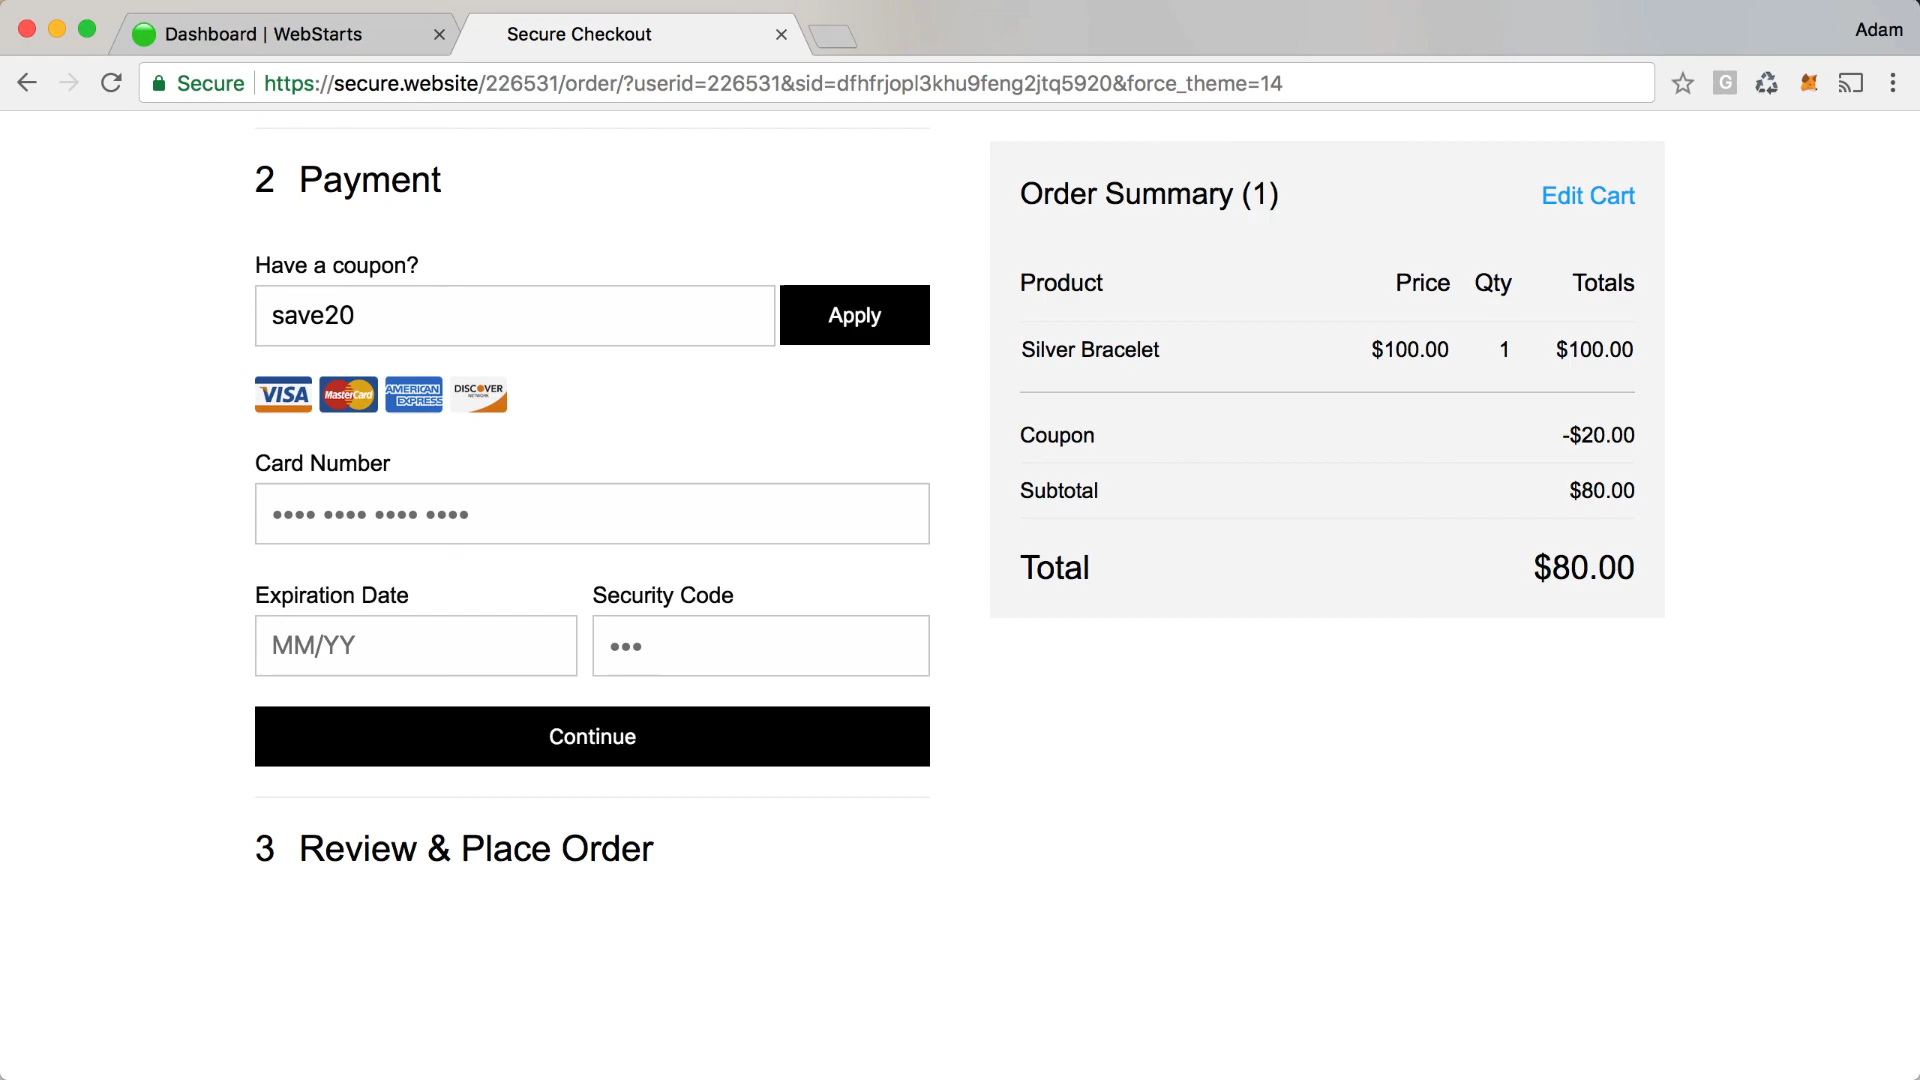 Dashboard | WebStarts
Secure Checkout
Adam
Secure
https://secure.website/226531/order/?userid=226531&sid=dfhfrjopl3khu9feng2jtq5920&force_theme=14
G
2 Payment
Have a coupon?
save20
Apply
VISA
MasterCard
AMERICAN EXPRESS
DISCOVER NETWORK
Card Number
•••• •••• •••• ••••
Expiration Date
Security Code
MM/YY
•••
Continue
3 Review & Place Order
Order Summary (1)
Edit Cart
Product Price Qty Totals
Silver Bracelet $100.00 1 $100.00
Coupon -$20.00
Subtotal $80.00
Total $80.00